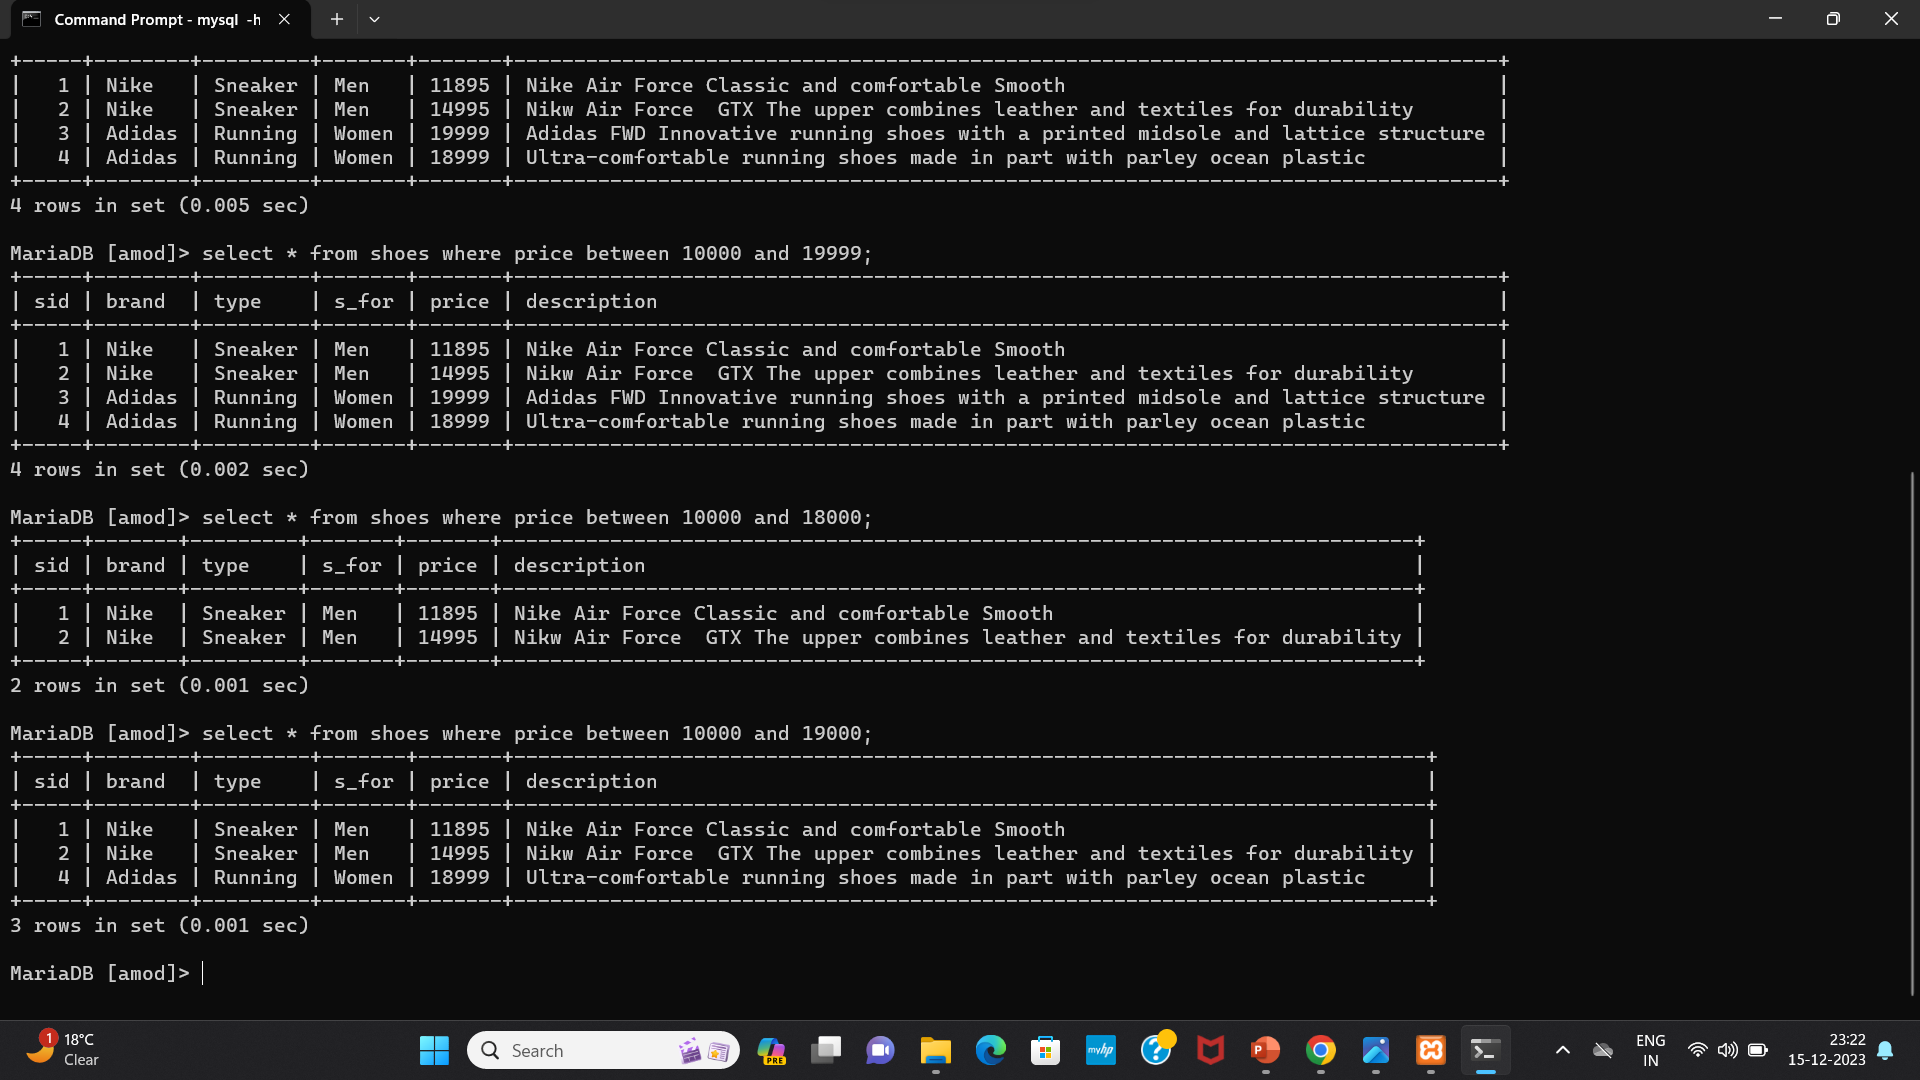 Command Prompt - mysql -h
+-----+--------+---------+-------+-------+----------------------------------------------------------------------------------+
|   1 | Nike   | Sneaker | Men   | 11895 | Nike Air Force Classic and comfortable Smooth                                    |
|   2 | Nike   | Sneaker | Men   | 14995 | Nikw Air Force  GTX The upper combines leather and textiles for durability       |
|   3 | Adidas | Running | Women | 19999 | Adidas FWD Innovative running shoes with a printed midsole and lattice structure |
|   4 | Adidas | Running | Women | 18999 | Ultra-comfortable running shoes made in part with parley ocean plastic           |
+-----+--------+---------+-------+-------+----------------------------------------------------------------------------------+
4 rows in set (0.005 sec)
MariaDB [amod]> select * from shoes where price between 10000 and 19999;
+-----+--------+---------+-------+-------+----------------------------------------------------------------------------------+
| sid | brand  | type    | s_for | price | description                                                                      |
+-----+--------+---------+-------+-------+----------------------------------------------------------------------------------+
|   1 | Nike   | Sneaker | Men   | 11895 | Nike Air Force Classic and comfortable Smooth                                    |
|   2 | Nike   | Sneaker | Men   | 14995 | Nikw Air Force  GTX The upper combines leather and textiles for durability       |
|   3 | Adidas | Running | Women | 19999 | Adidas FWD Innovative running shoes with a printed midsole and lattice structure |
|   4 | Adidas | Running | Women | 18999 | Ultra-comfortable running shoes made in part with parley ocean plastic           |
+-----+--------+---------+-------+-------+----------------------------------------------------------------------------------+
4 rows in set (0.002 sec)
MariaDB [amod]> select * from shoes where price between 10000 and 18000;
+-----+-------+---------+-------+-------+----------------------------------------------------------------------------+
| sid | brand | type    | s_for | price | description                                                                |
+-----+-------+---------+-------+-------+----------------------------------------------------------------------------+
|   1 | Nike  | Sneaker | Men   | 11895 | Nike Air Force Classic and comfortable Smooth                              |
|   2 | Nike  | Sneaker | Men   | 14995 | Nikw Air Force  GTX The upper combines leather and textiles for durability |
+-----+-------+---------+-------+-------+----------------------------------------------------------------------------+
2 rows in set (0.001 sec)
MariaDB [amod]> select * from shoes where price between 10000 and 19000;
+-----+--------+---------+-------+-------+----------------------------------------------------------------------------+
| sid | brand  | type    | s_for | price | description                                                                |
+-----+--------+---------+-------+-------+----------------------------------------------------------------------------+
|   1 | Nike   | Sneaker | Men   | 11895 | Nike Air Force Classic and comfortable Smooth                              |
|   2 | Nike   | Sneaker | Men   | 14995 | Nikw Air Force  GTX The upper combines leather and textiles for durability |
|   4 | Adidas | Running | Women | 18999 | Ultra-comfortable running shoes made in part with parley ocean plastic     |
+-----+--------+---------+-------+-------+----------------------------------------------------------------------------+
3 rows in set (0.001 sec)
MariaDB [amod]>
1 18°C
Clear
Search
PRE
myhp
?
P
ENG
IN
23:22
15-12-2023